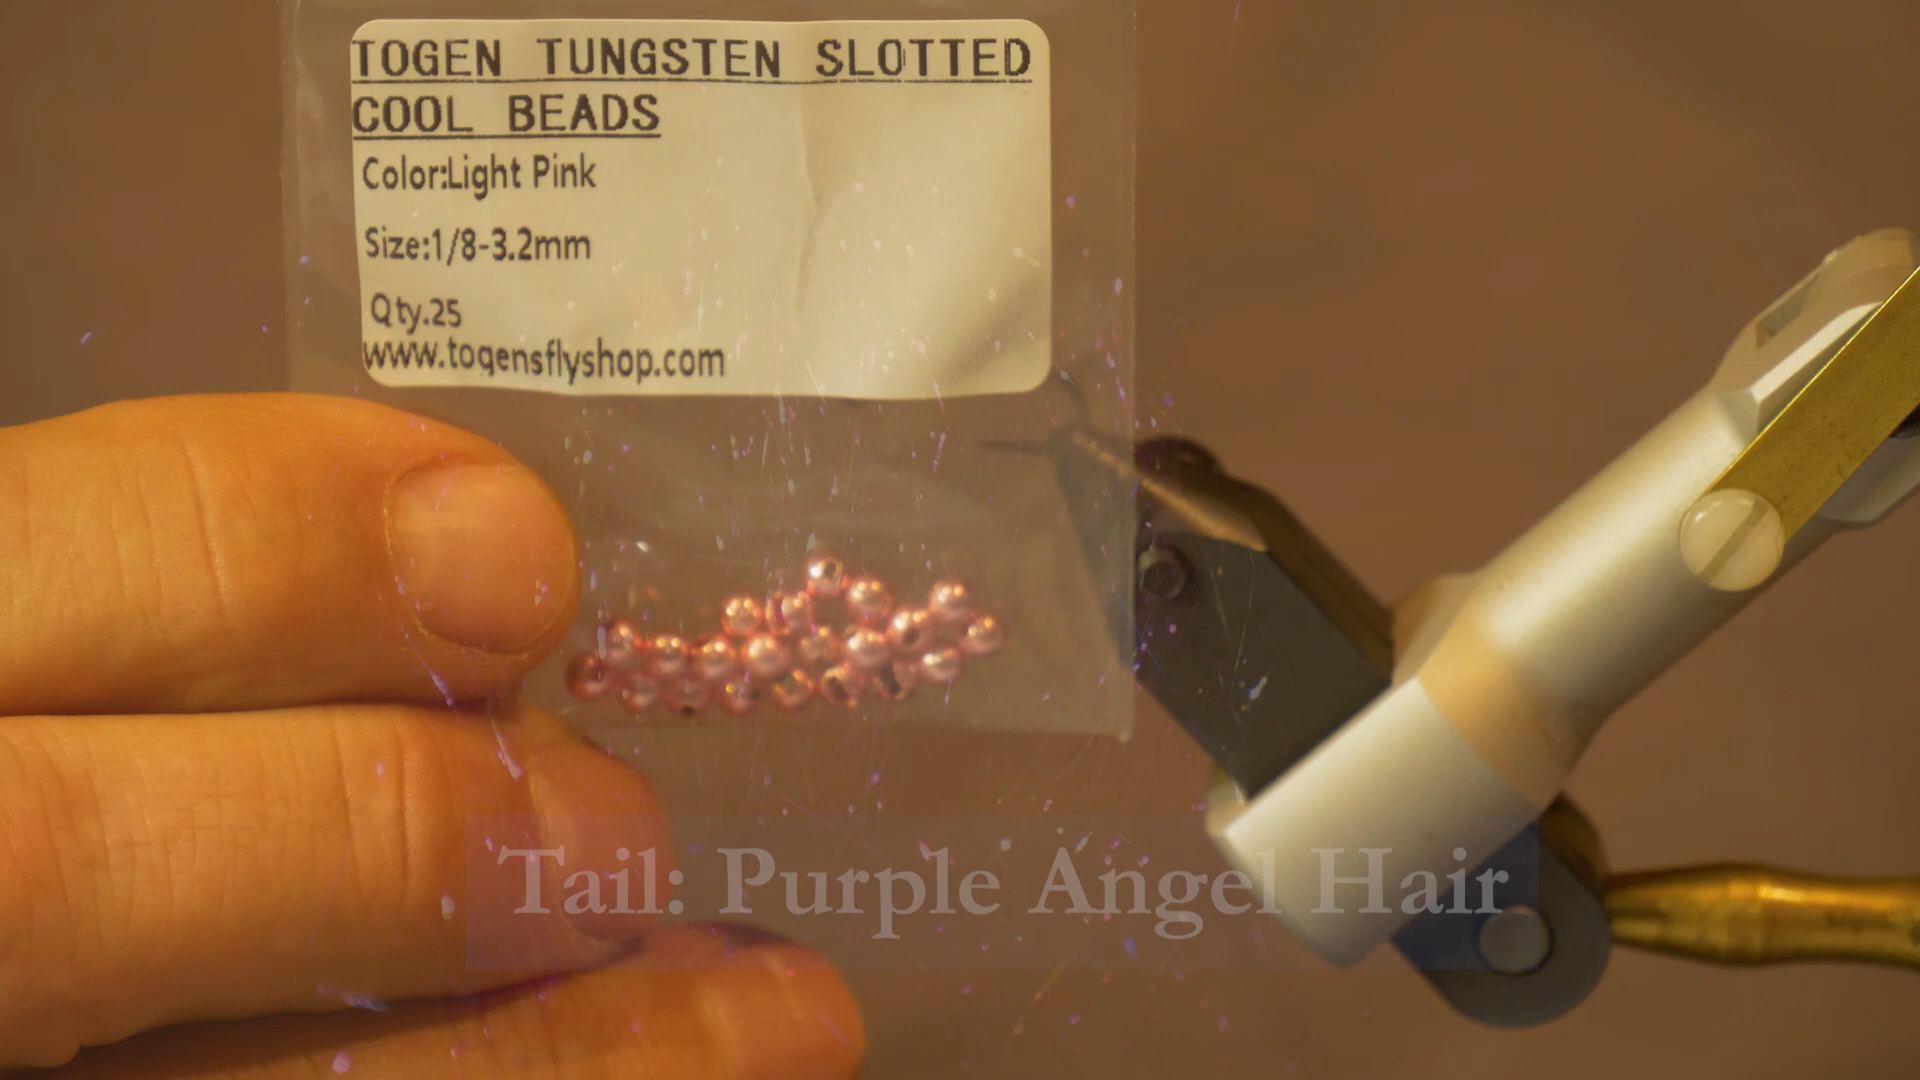 TOGEN TUNGSTEN SLOTTED
COOL BEADS
Color:Light Pink
Size:1/8-3.2mm
Qty.25
www.togensflyshop.com
Tail: Purple Angel Hair